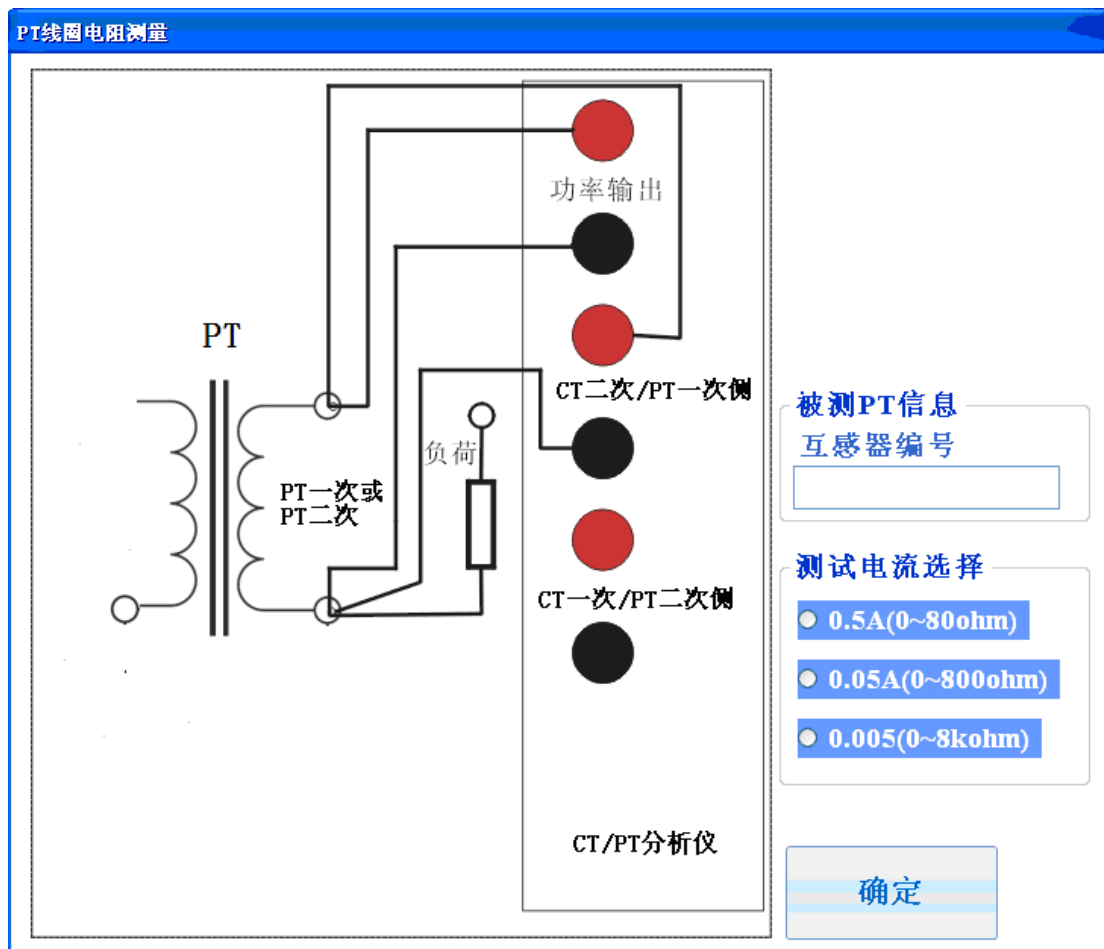 PT线圈电阻测量
功率输出
PT
CT二次/PT一次侧
负荷
PT一次或
PT二次
CT一次/PT二次侧
CT/PT分析仪
被测PT信息
互感器编号
测试电流选择
0.5A(0~80ohm)
0.05A(0~800ohm)
0.005(0~8kohm)
确定